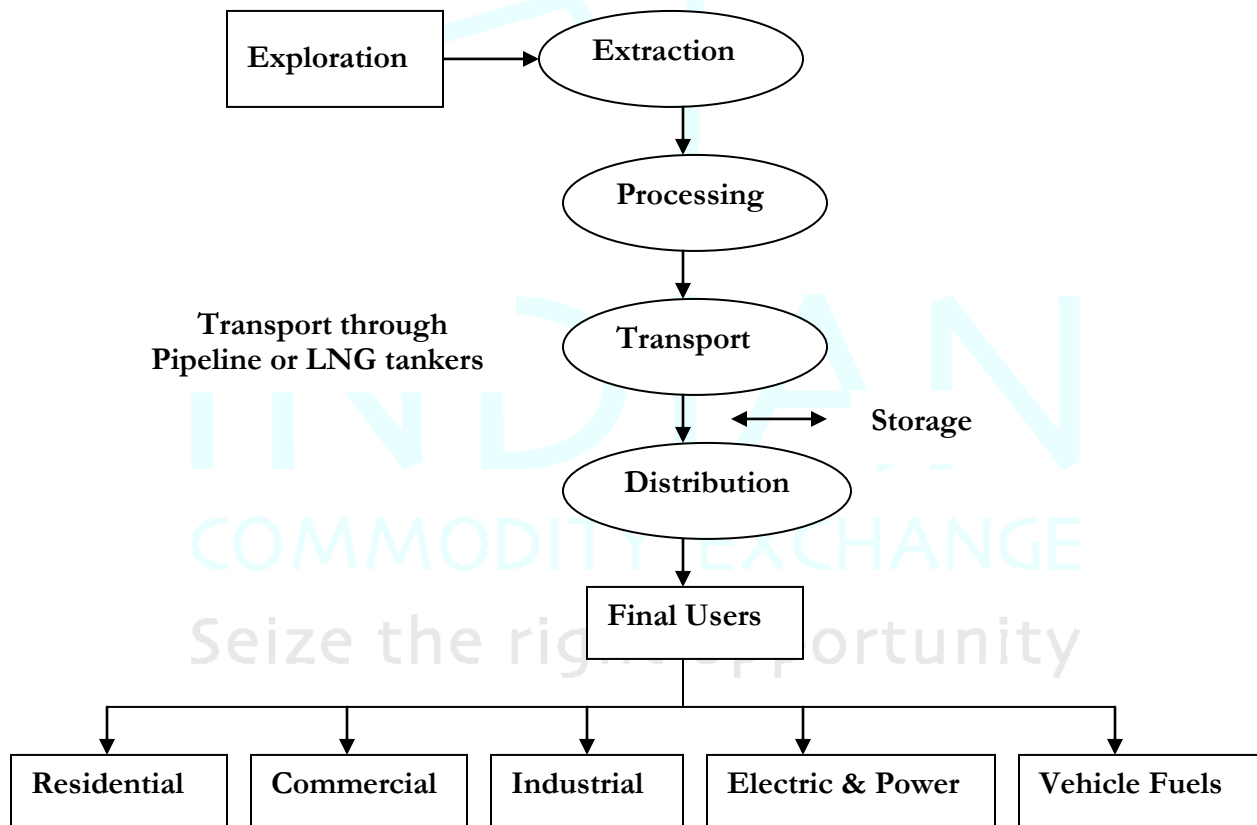 Exploration
Extraction
Processing
Transport through
Pipeline or LNG tankers
Transport
Storage
Distribution
Final Users
Residential
Commercial
Industrial
Electric & Power
Vehicle Fuels
INDIAN
COMMODITY EXCHANGE
Seize the right opportunity